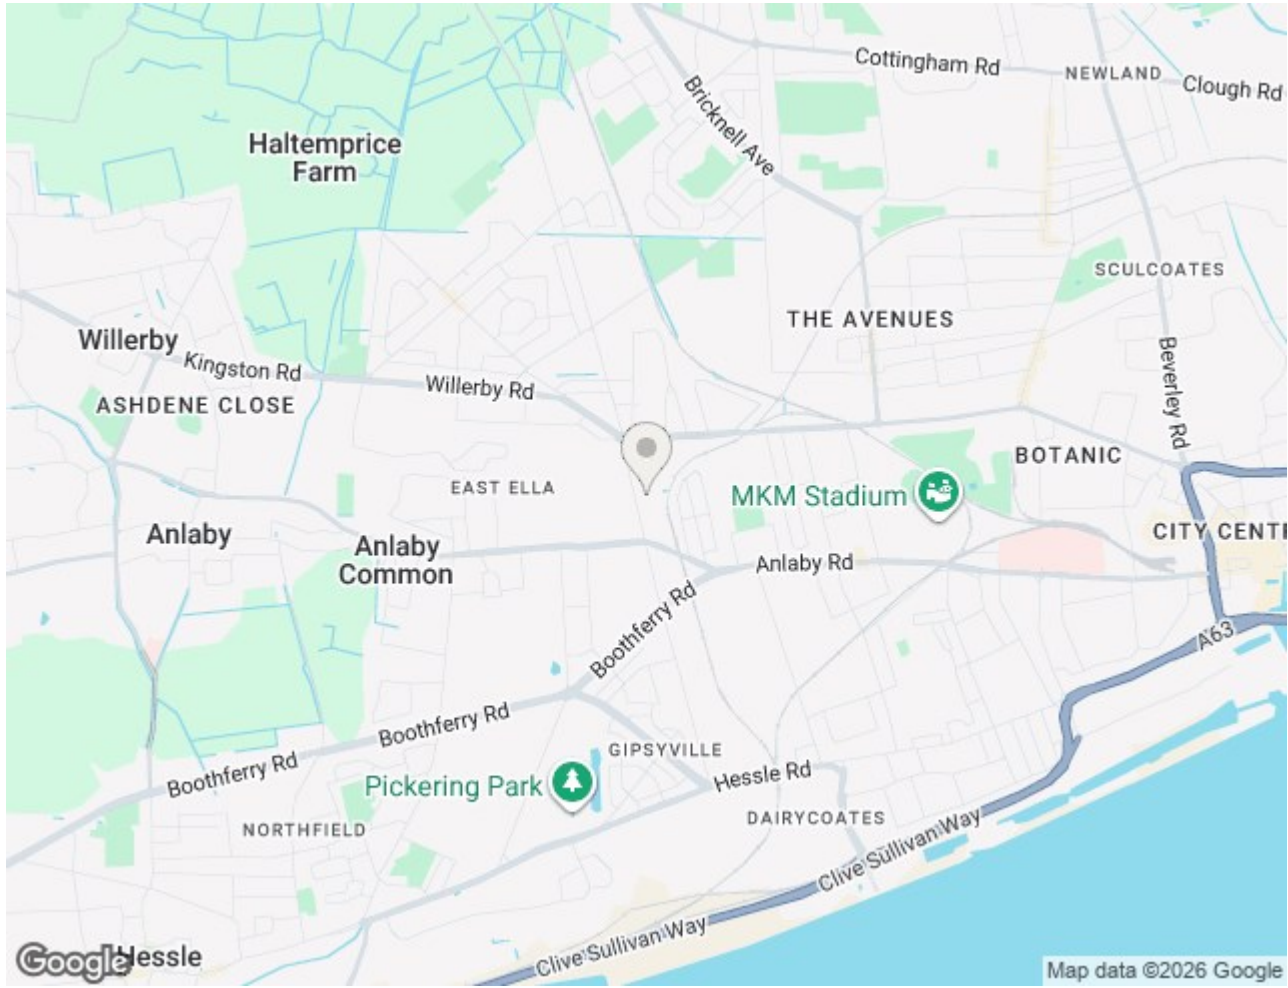 Cottingham Rd
NEWLAND
Clough Rd
Bricknell Ave
Haltemprice
Farm
SCULCOATES
THE AVENUES
Willerby
Kingston Rd
Willerby Rd
Beverley Rd
ASHDENE CLOSE
BOTANIC
EAST ELLA
MKM Stadium
Anlaby
CITY CENTR
Anlaby
Common
Anlaby Rd
Boothferry Rd
A63
Boothferry Rd
GIPSYVILLE
Boothferry Rd
Hessle Rd
Pickering Park
DAIRYCOATES
NORTHFIELD
Clive Sullivan Way
Clive Sullivan Way
Hessle
Google
Map data ©2026 Google